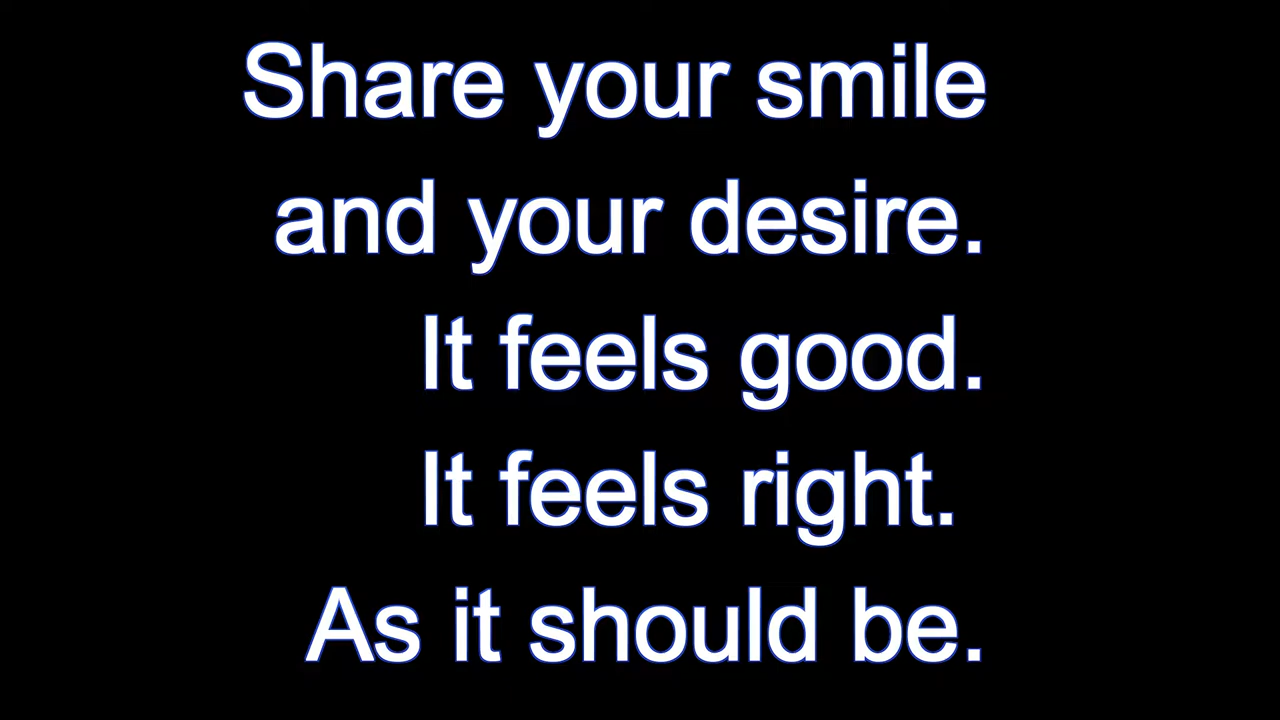 Share your smile
and your desire.
It feels good.
It feels right.
As it should be.